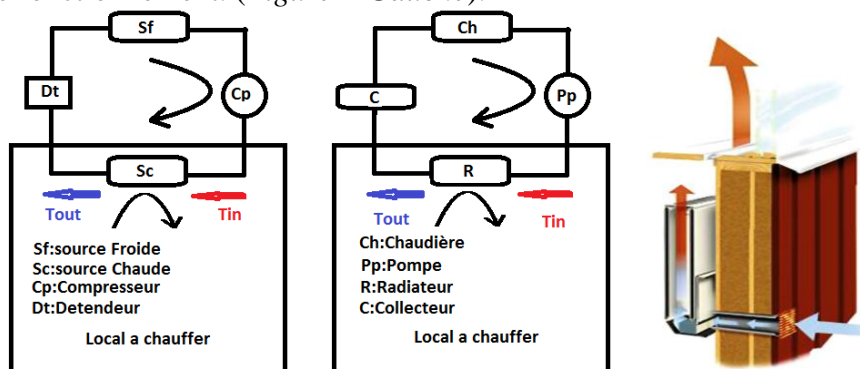 Sf
Dt
Cp
Sc
Tout
Tin
Sf:source Froide
Sc:source Chaude
Cp:Compresseur
Dt:Detendeur
Local a chauffer
Ch
C
Pp
R
Tout
Tin
Ch:Chaudière
Pp:Pompe
R:Radiateur
C:Collecteur
Local a chauffer